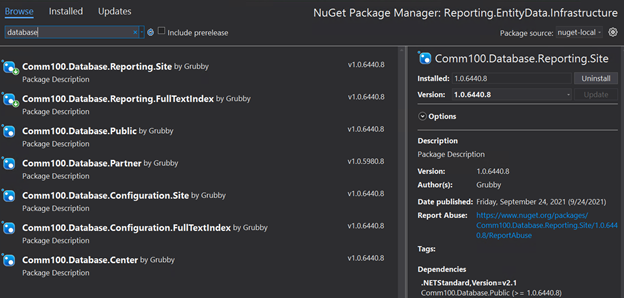 Browse Installed Updates NuGet Package Manager: Reporting.EntityData.Infrastructure
database Include prerelease Package source: nuget-local
Comm100.Database.Reporting.Site by Grubby v1.0.6440.8
Package Description
Comm100.Database.Reporting.FullTextIndex by Grubby v1.0.6440.8
Package Description
Comm100.Database.Public by Grubby v1.0.6440.8
Package Description
Comm100.Database.Partner by Grubby v1.0.5980.8
Package Description
Comm100.Database.Configuration.Site by Grubby v1.0.6440.8
Package Description
Comm100.Database.Configuration.FullTextIndex by Grubby v1.0.6440.8
Package Description
Comm100.Database.Center by Grubby v1.0.6440.8
Package Description
Comm100.Database.Reporting.Site
Installed: 1.0.6440.8 Uninstall
Version: 1.0.6440.8 Update
Options
Description
Package Description
Version: 1.0.6440.8
Author(s): Grubby
Date published: Friday, September 24, 2021 (9/24/2021)
Report Abuse: https://www.nuget.org/packages/
Comm100.Database.Reporting.Site/1.0.644
0.8/ReportAbuse
Tags:
Dependencies
.NETStandard,Version=v2.1
Comm100.Database.Public (>= 1.0.6440.8)